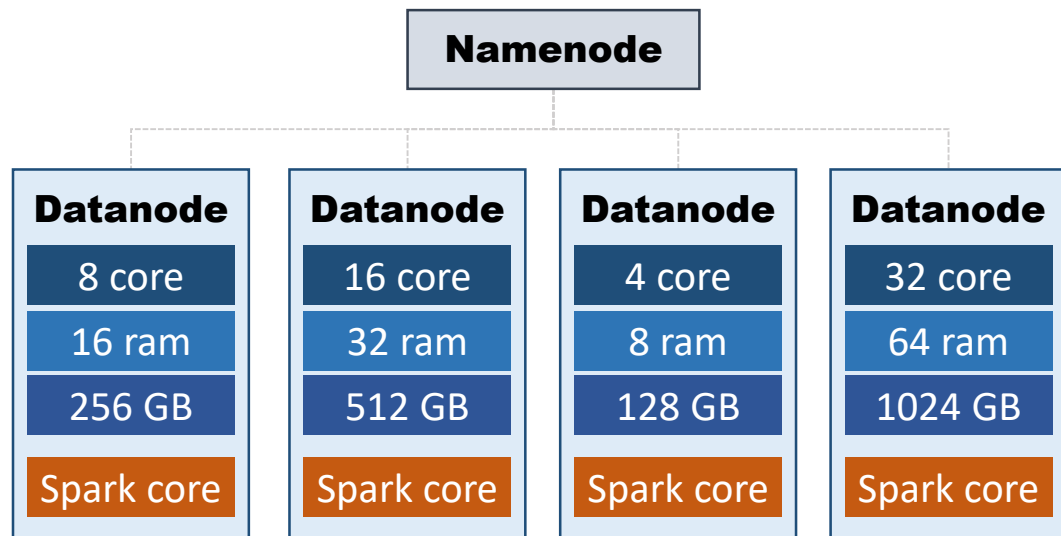 Namenode
Datanode
8 core
16 ram
256 GB
Spark core
Datanode
16 core
32 ram
512 GB
Spark core
Datanode
4 core
8 ram
128 GB
Spark core
Datanode
32 core
64 ram
1024 GB
Spark core